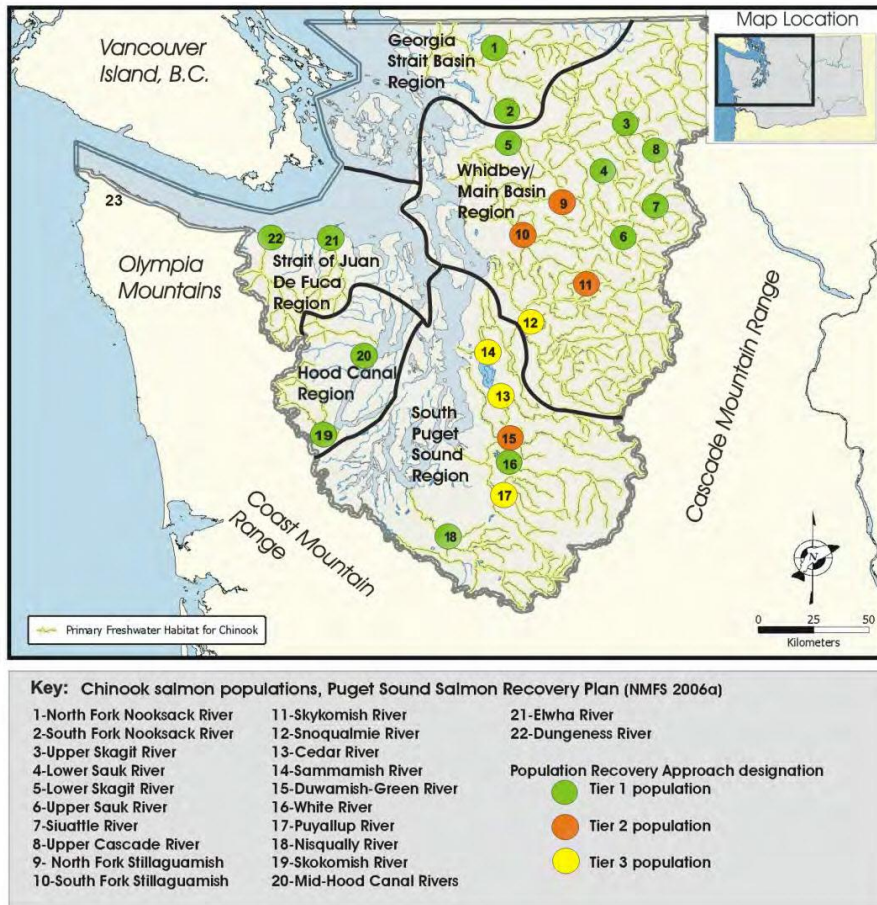 Map Location
Vancouver
Island, B.C.
Georgia
Strait Basin
Region
1
2
3
5
8
4
Whidbey/
Main Basin
Region
9
7
10
6
23
22
21
Olympia
Mountains
Strait of Juan
De Fuca
Region
11
12
14
20
Hood Canal
Region
13
Cascade Mountain Range
South
Puget
Sound
Region
19
15
16
17
18
Coast Mountain
Range
N
Primary Freshwater Habitat for Chinook
0 25 50
Kilometers
Key: Chinook salmon populations, Puget Sound Salmon Recovery Plan (NMFS 2006a)
1-North Fork Nooksack River
2-South Fork Nooksack River
3-Upper Skagit River
4-Lower Sauk River
5-Lower Skagit River
6-Upper Sauk River
7-Siuattle River
8-Upper Cascade River
9- North Fork Stillaguamish
10-South Fork Stillaguamish
11-Skykomish River
12-Snoqualmie River
13-Cedar River
14-Sammamish River
15-Duwamish-Green River
16-White River
17-Puyallup River
18-Nisqually River
19-Skokomish River
20-Mid-Hood Canal Rivers
21-Elwha River
22-Dungeness River
Population Recovery Approach designation
Tier 1 population
Tier 2 population
Tier 3 population